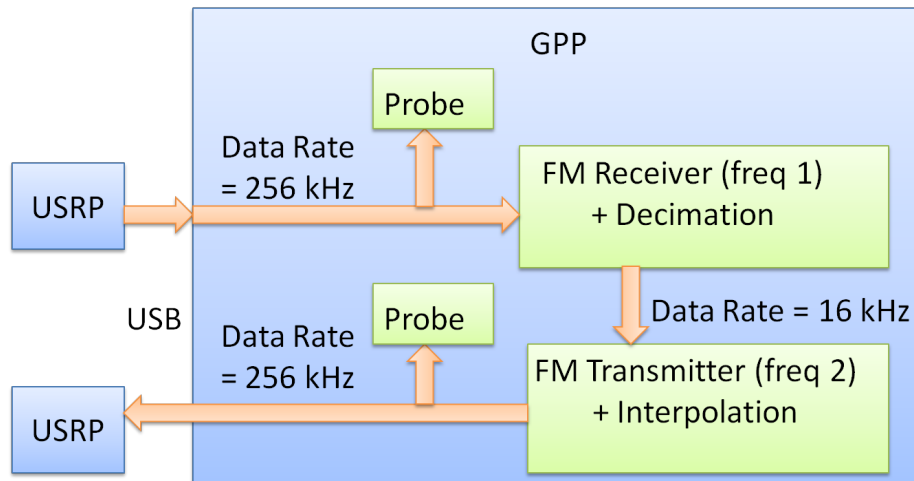 GPP
Probe
Data Rate
= 256 kHz
USRP
FM Receiver (freq 1)
+ Decimation
USB
Data Rate = 16 kHz
Probe
Data Rate
= 256 kHz
FM Transmitter (freq 2)
+ Interpolation
USRP